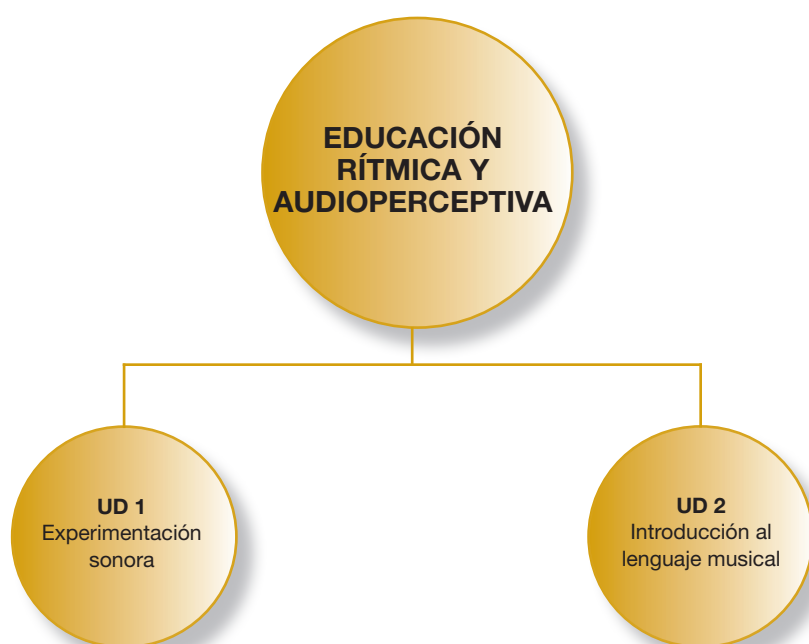 EDUCACIÓN
RÍTMICA Y
AUDIOPERCEPTIVA
UD 1
Experimentación
sonora
UD 2
Introducción al
lenguaje musical